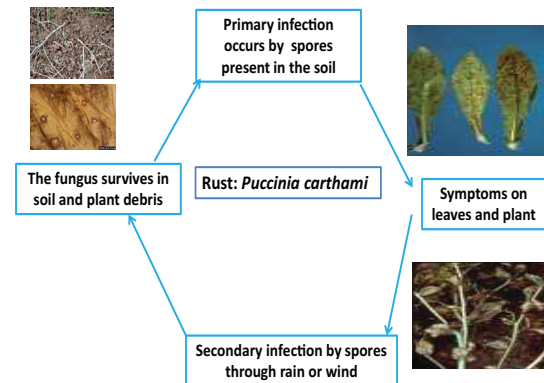 Primary infection
occurs by spores
present in the soil
The fungus survives in
soil and plant debris
Rust: Puccinia carthami
Symptoms on
leaves and plant
Secondary infection by spores
through rain or wind